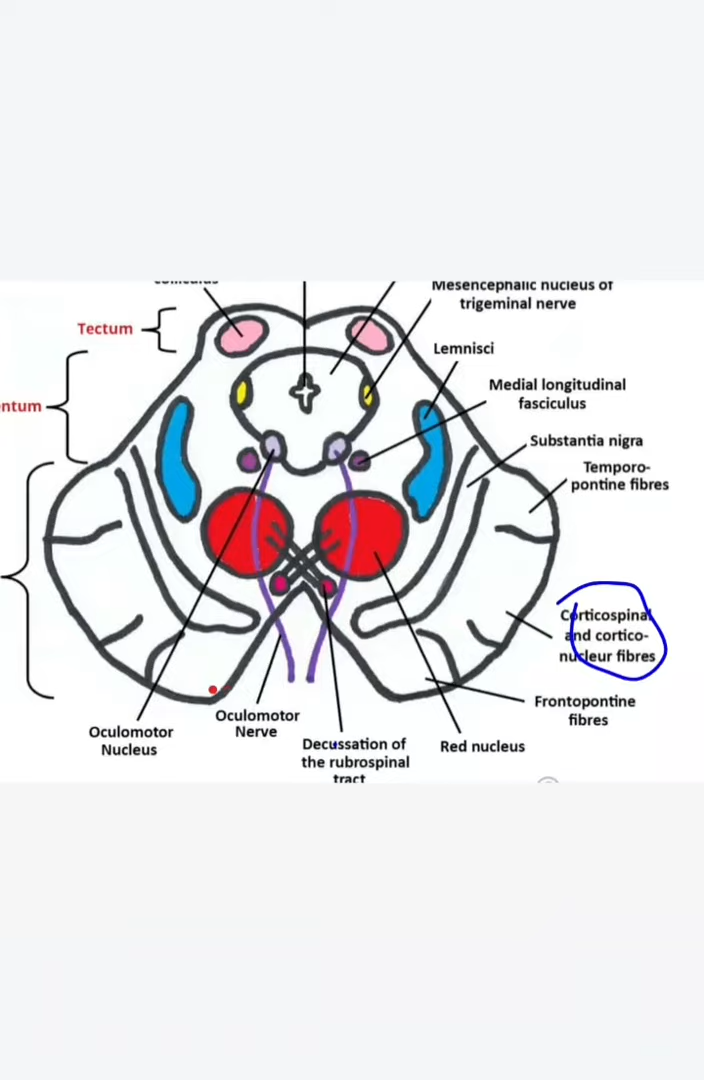 Mesencephalic nucleus of
trigeminal nerve
Tectum
Lemnisci
Medial longitudinal
fasciculus
ntum
Substantia nigra
Temporo-
pontine fibres
Corticospinal
and cortico-
nucleur fibres
Frontopontine
fibres
Oculomotor
Nucleus
Oculomotor
Nerve
Decussation of
the rubrospinal
tract
Red nucleus